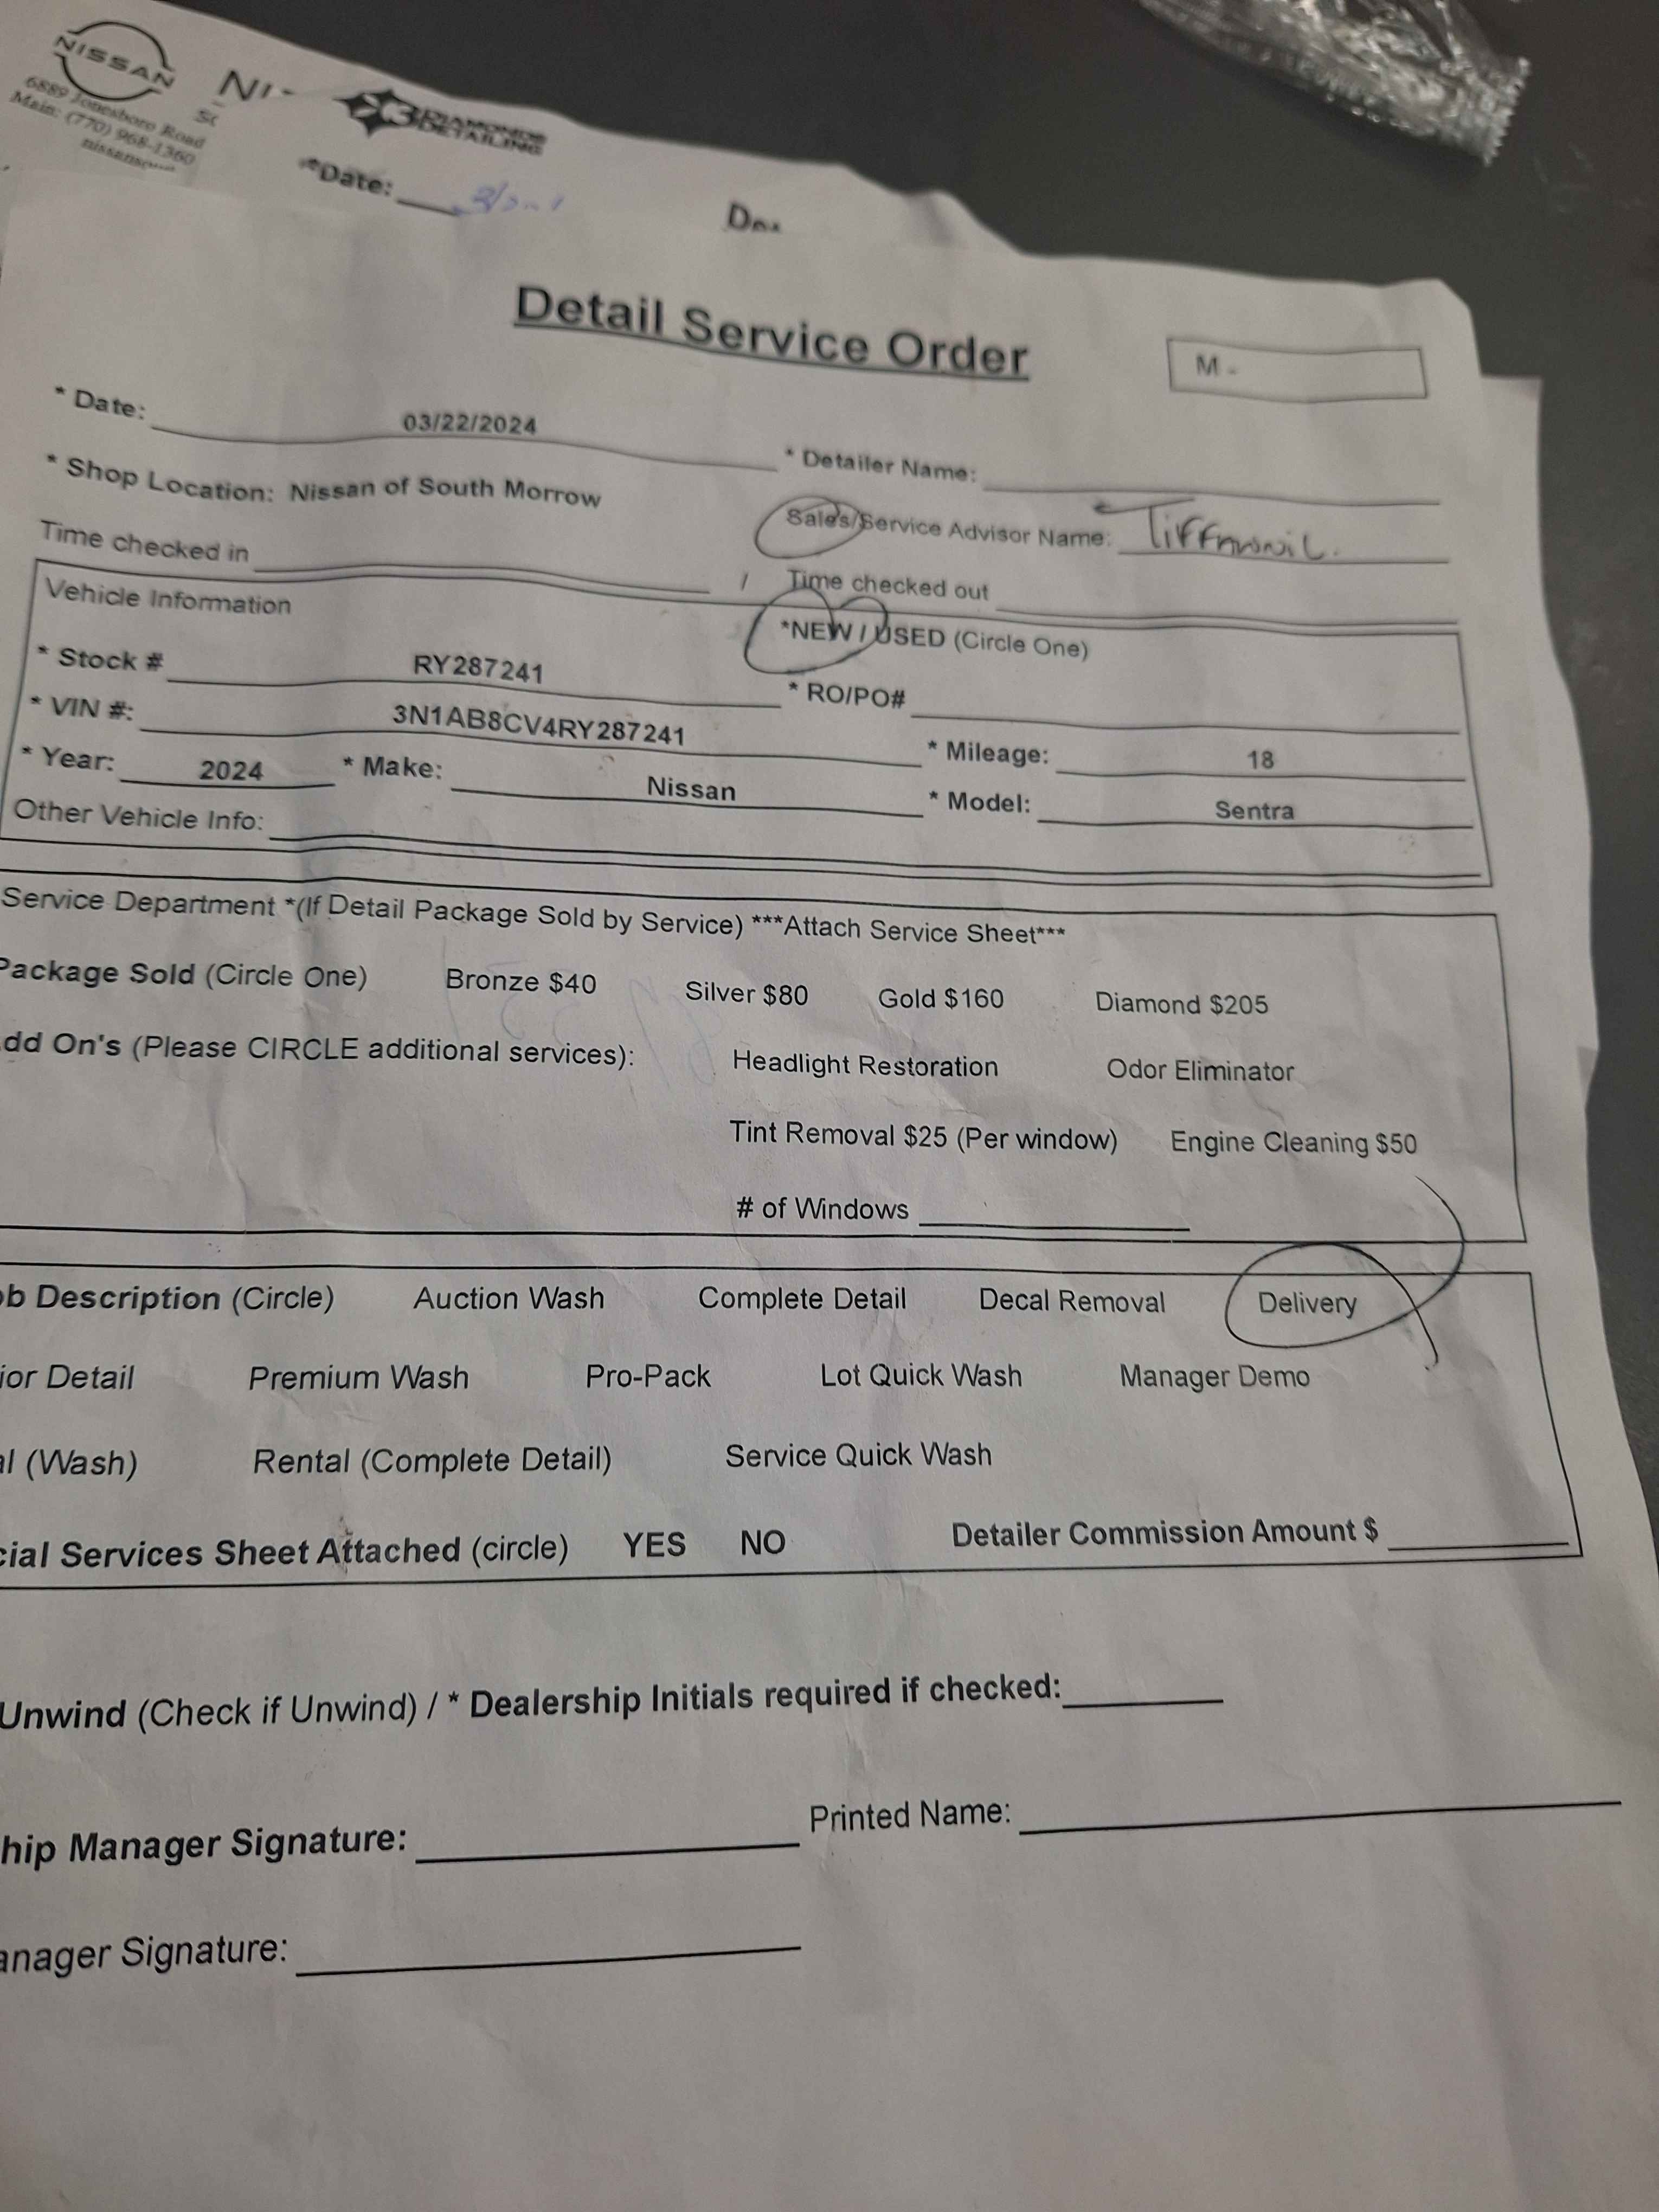 NISSAN
6889 Jonesboro Road
Main: (770) 968-1360
3 DIAMONDS
DETAILING
*Date:
Detail Service Order
M -
* Date: 03/22/2024
* Detailer Name:
* Shop Location: Nissan of South Morrow
Sales/Service Advisor Name:
Time checked in / Time checked out
Vehicle Information
*NEW / USED (Circle One)
* Stock # RY287241
* RO/PO#
* VIN #: 3N1AB8CV4RY287241
* Mileage: 18
* Year: 2024 * Make: Nissan * Model: Sentra
Other Vehicle Info:
Service Department *(If Detail Package Sold by Service) ***Attach Service Sheet***
Package Sold (Circle One) Bronze $40 Silver $80 Gold $160 Diamond $205
dd On's (Please CIRCLE additional services): Headlight Restoration Odor Eliminator
Tint Removal $25 (Per window) Engine Cleaning $50
# of Windows
ob Description (Circle) Auction Wash Complete Detail Decal Removal Delivery
ior Detail Premium Wash Pro-Pack Lot Quick Wash Manager Demo
al (Wash) Rental (Complete Detail) Service Quick Wash
cial Services Sheet Attached (circle) YES NO Detailer Commission Amount $
Unwind (Check if Unwind) / * Dealership Initials required if checked:
hip Manager Signature: Printed Name:
anager Signature: